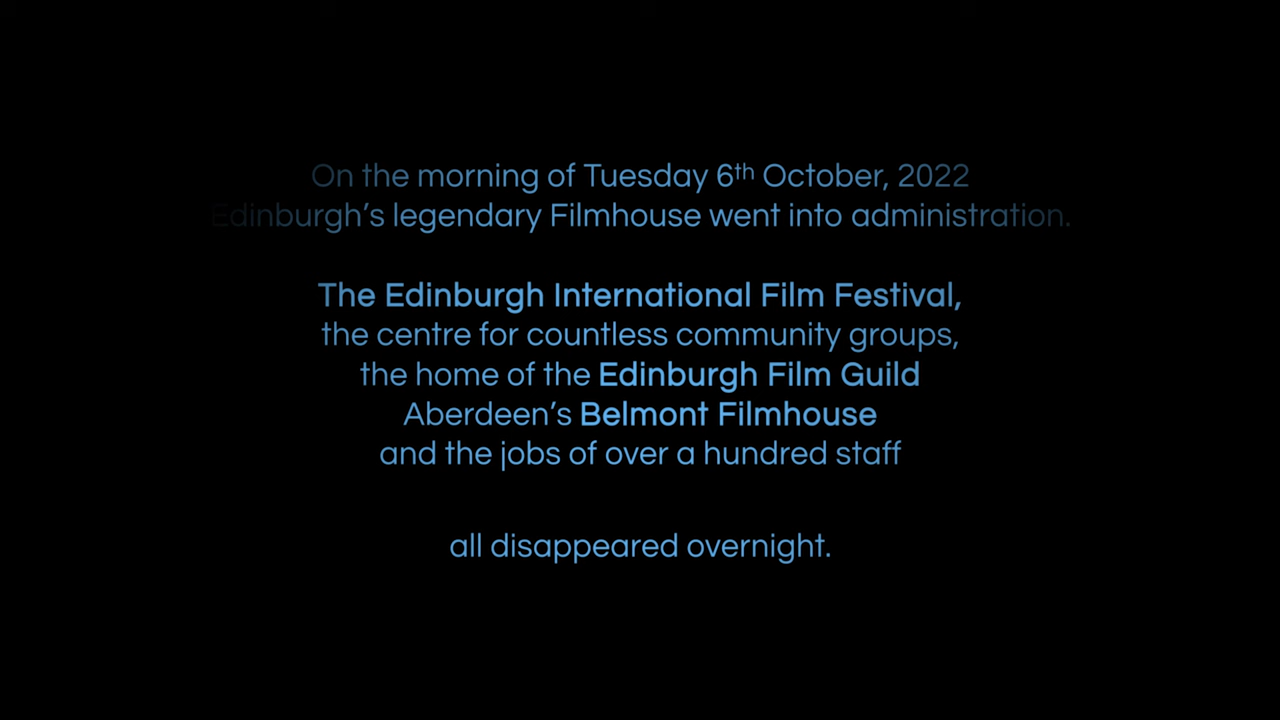 On the morning of Tuesday 6th October, 2022
Edinburgh’s legendary Filmhouse went into administration.
The Edinburgh International Film Festival,
the centre for countless community groups,
the home of the Edinburgh Film Guild
Aberdeen’s Belmont Filmhouse
and the jobs of over a hundred staff
all disappeared overnight.